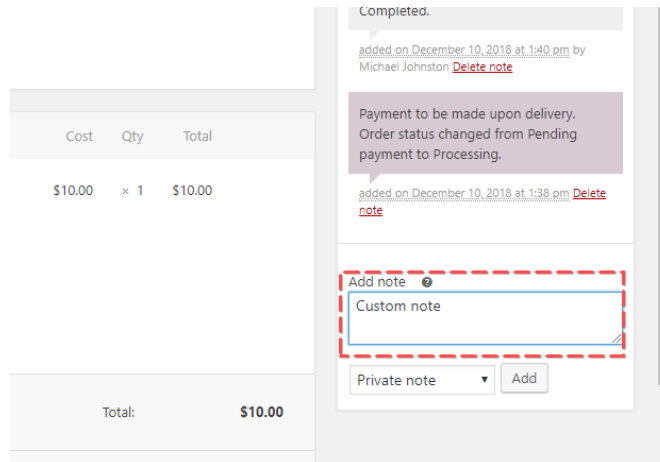 Completed.
added on December 10, 2018 at 1:40 pm by
Michael Johnston Delete note
Payment to be made upon delivery.
Order status changed from Pending
payment to Processing.
added on December 10, 2018 at 1:38 pm Delete
note
Cost Qty Total
$10.00 × 1 $10.00
Total: $10.00
Add note ?
Custom note
Private note ▼ Add